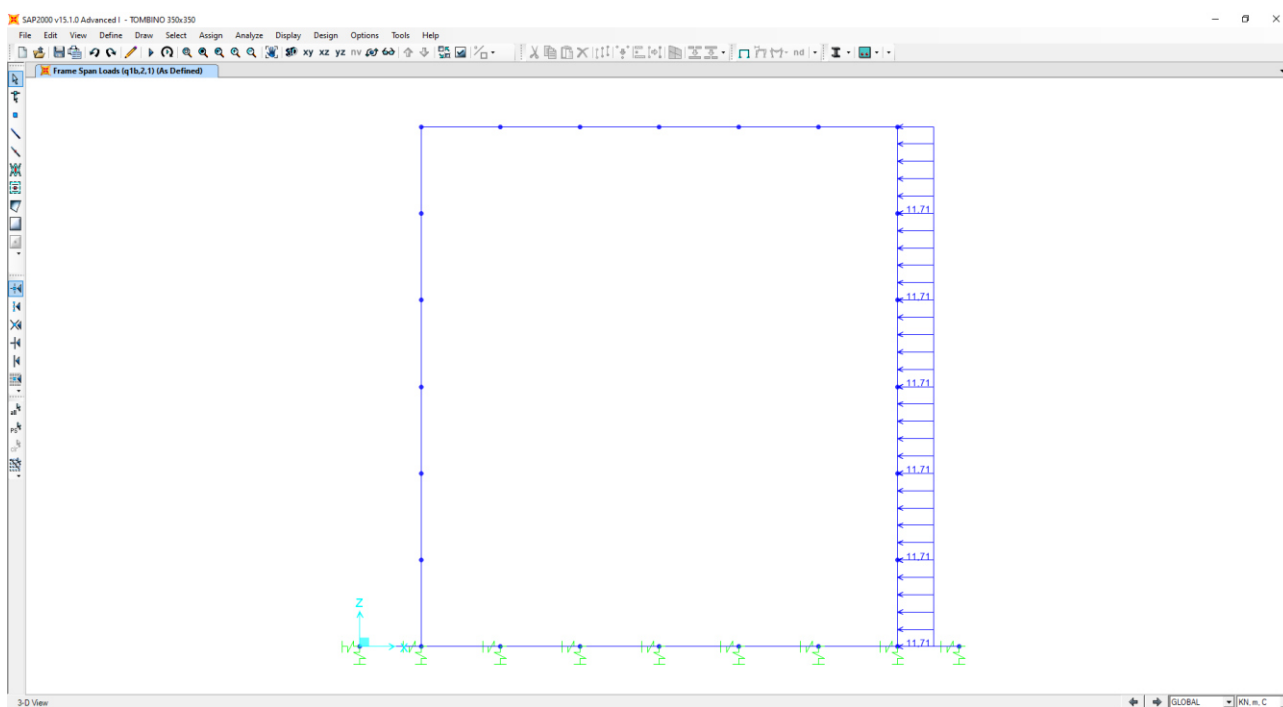 SAP2000 v15.1.0 Advanced I - TOMBINO 350x350
File Edit View Define Draw Select Assign Analyze Display Design Options Tools Help
xy xz yz nv nd
Frame Span Loads (q1b,2,1) (As Defined)
11.71
11.71
11.71
11.71
11.71
11.71
Z
X
3-D View GLOBAL KN, m, C